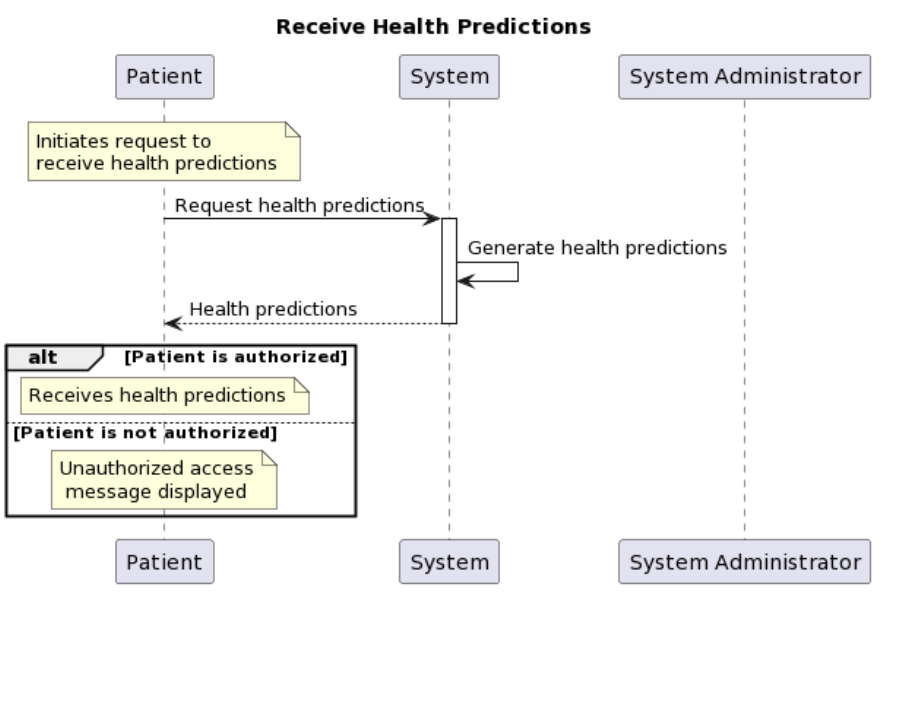 Receive Health Predictions
Patient
System
System Administrator
Initiates request to
receive health predictions
Request health predictions
Generate health predictions
Health predictions
alt
[Patient is authorized]
Receives health predictions
[Patient is not authorized]
Unauthorized access
message displayed
Patient
System
System Administrator